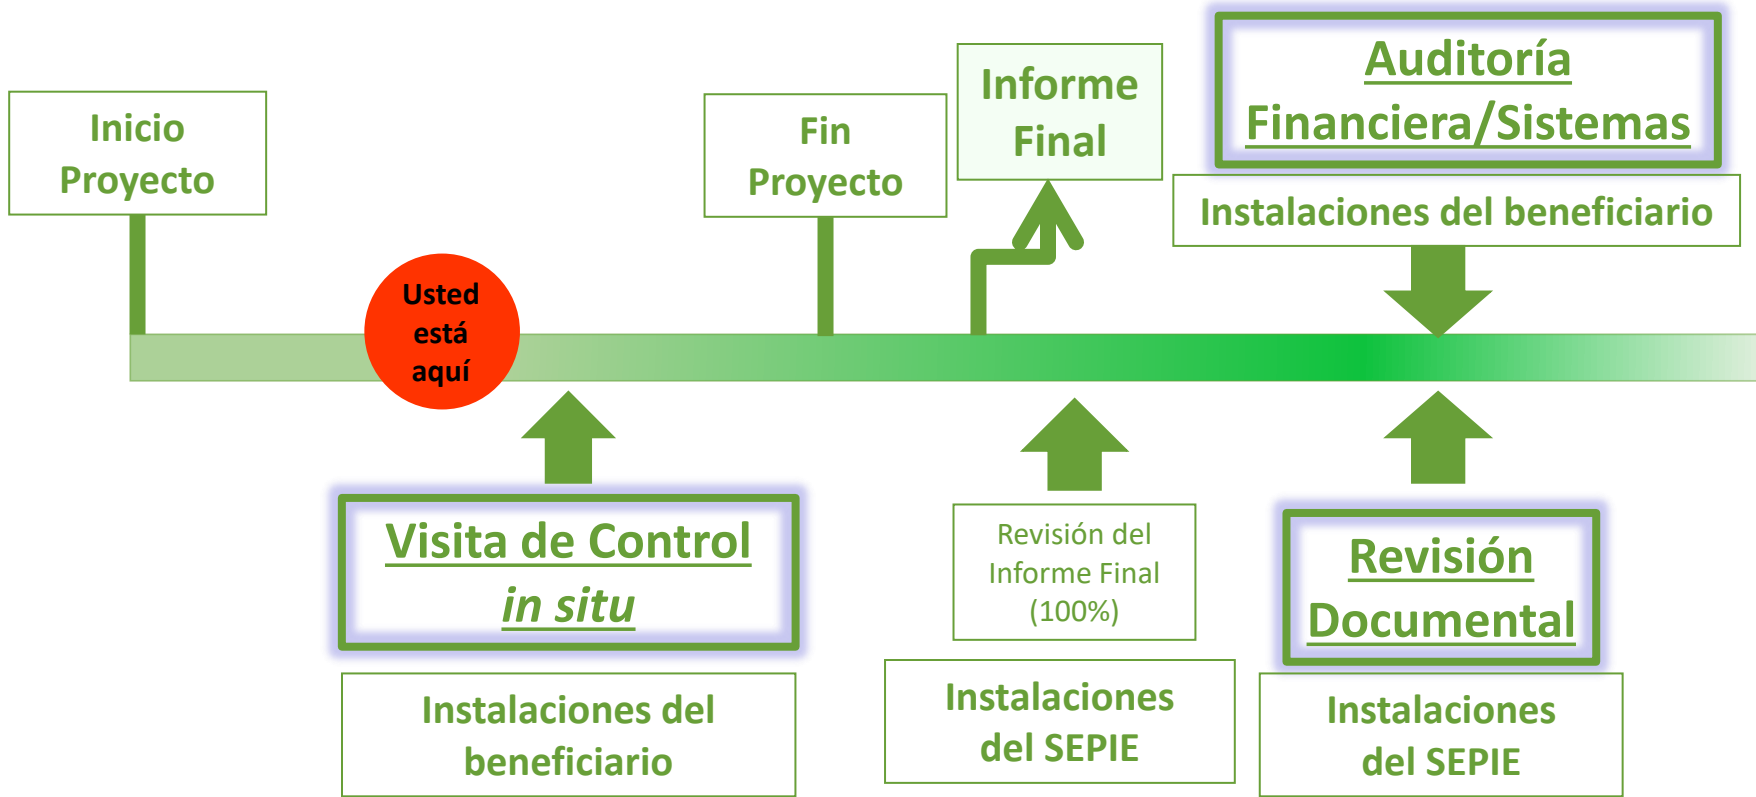 Inicio
Proyecto
Fin
Proyecto
Informe
Final
Auditoría
Financiera/Sistemas
Instalaciones del beneficiario
Usted
está
aquí
Visita de Control
in situ
Instalaciones del
beneficiario
Revisión del
Informe Final
(100%)
Instalaciones
del SEPIE
Revisión
Documental
Instalaciones
del SEPIE